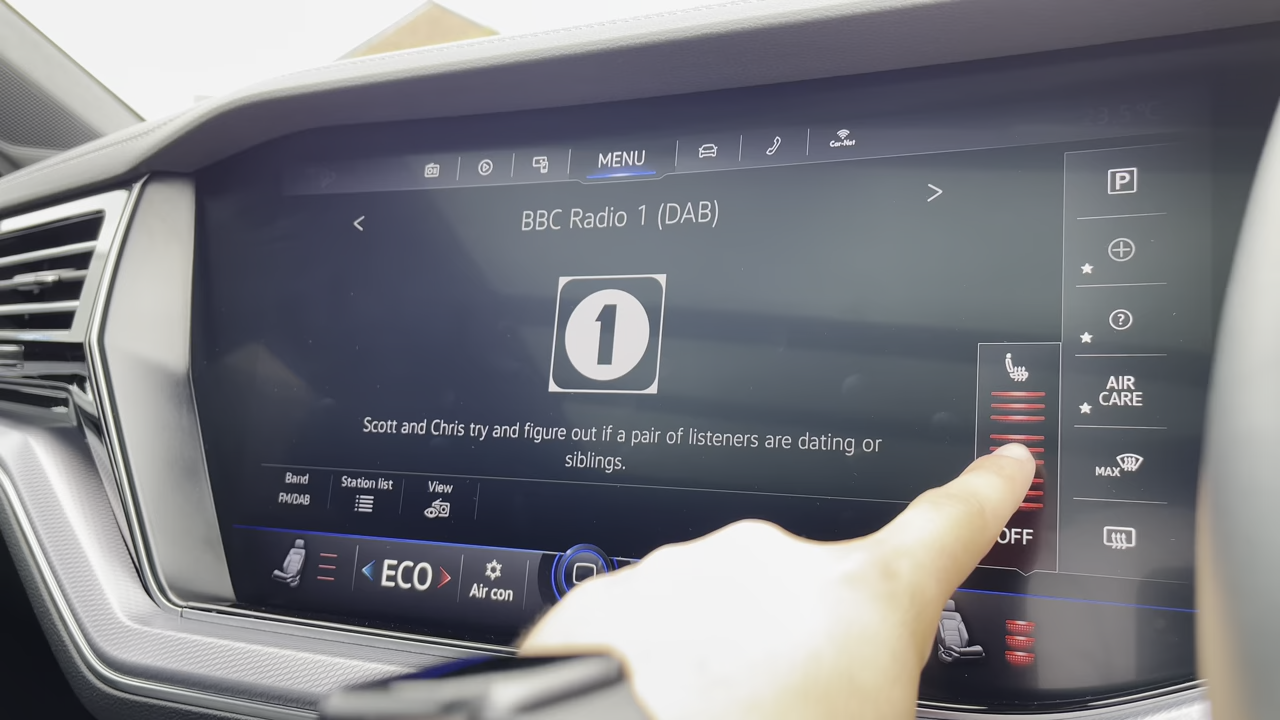 MENU
Car-Net
BBC Radio 1 (DAB)
P
1
?
AIR
CARE
Scott and Chris try and figure out if a pair of listeners are dating or
siblings.
MAX
Band
FM/DAB
Station list
View
OFF
ECO
Air con